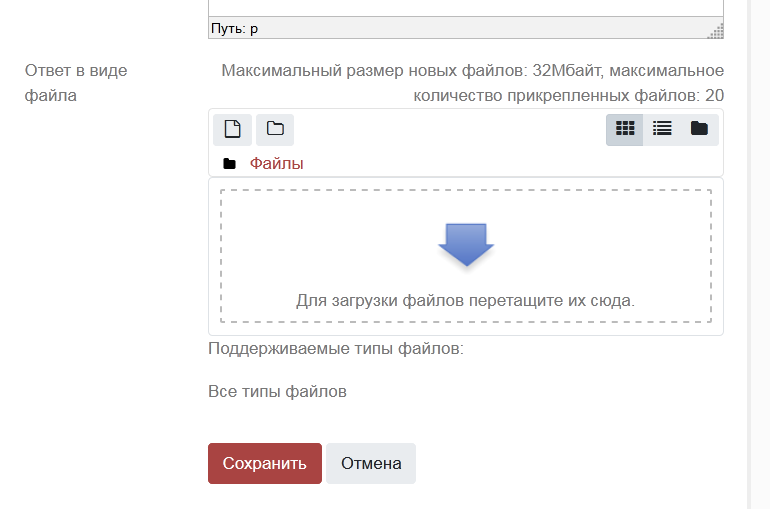 Путь: p
Ответ в виде
файла
Максимальный размер новых файлов: 32Мбайт, максимальное
количество прикрепленных файлов: 20
Файлы
Для загрузки файлов перетащите их сюда.
Поддерживаемые типы файлов:
Все типы файлов
Сохранить Отмена